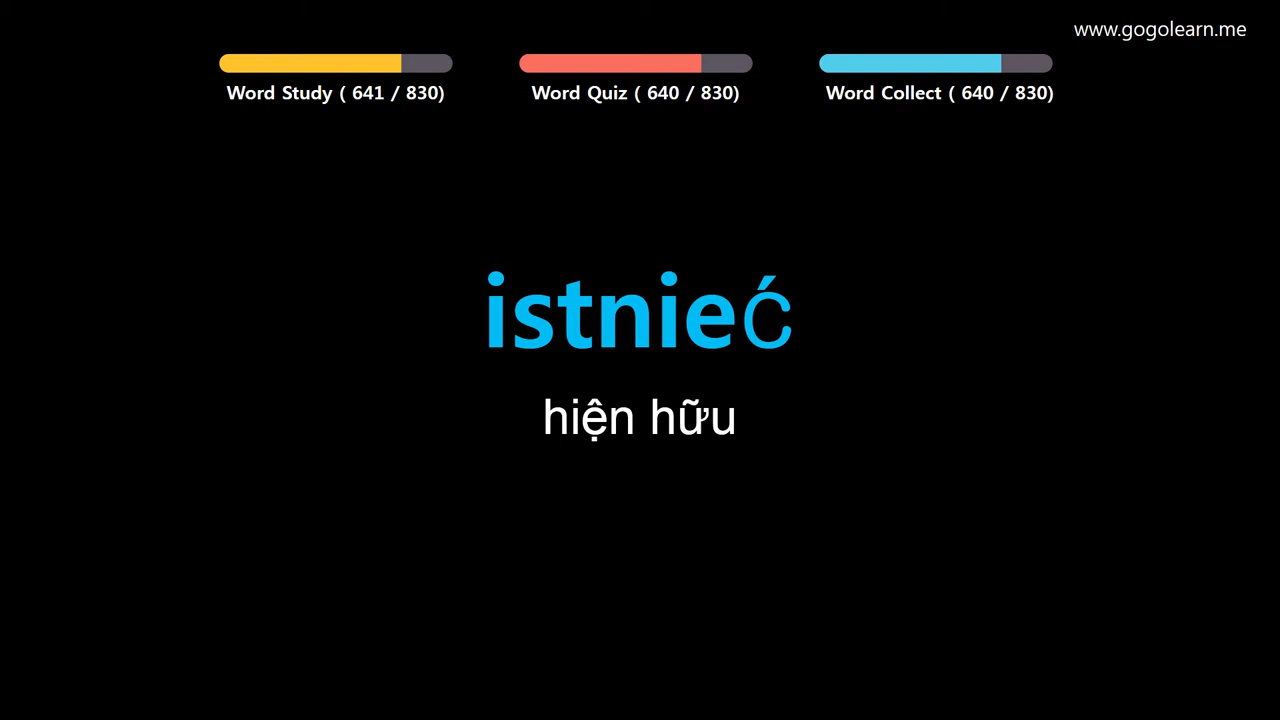 www.gogolearn.me
Word Study ( 641 / 830)
Word Quiz ( 640 / 830)
Word Collect ( 640 / 830)
istnieć
hiện hữu